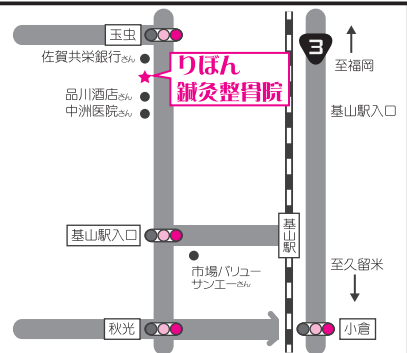 玉虫
佐賀共栄銀行さん
りぼん
鍼灸整骨院
品川酒店さん
中洲医院さん
3
至福岡
基山駅入口
基山駅入口
基山駅
市場バリュー
サンエーさん
至久留米
秋光
小倉